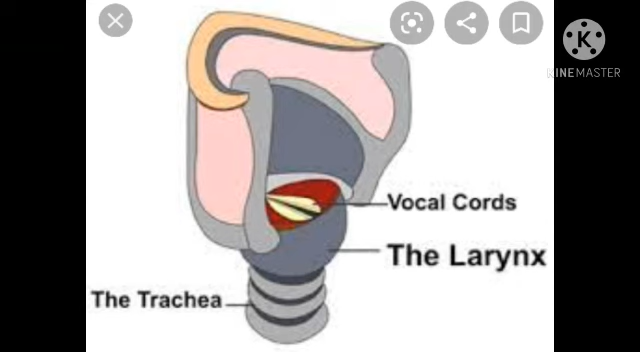 K
KINEMASTER
Vocal Cords
The Larynx
The Trachea